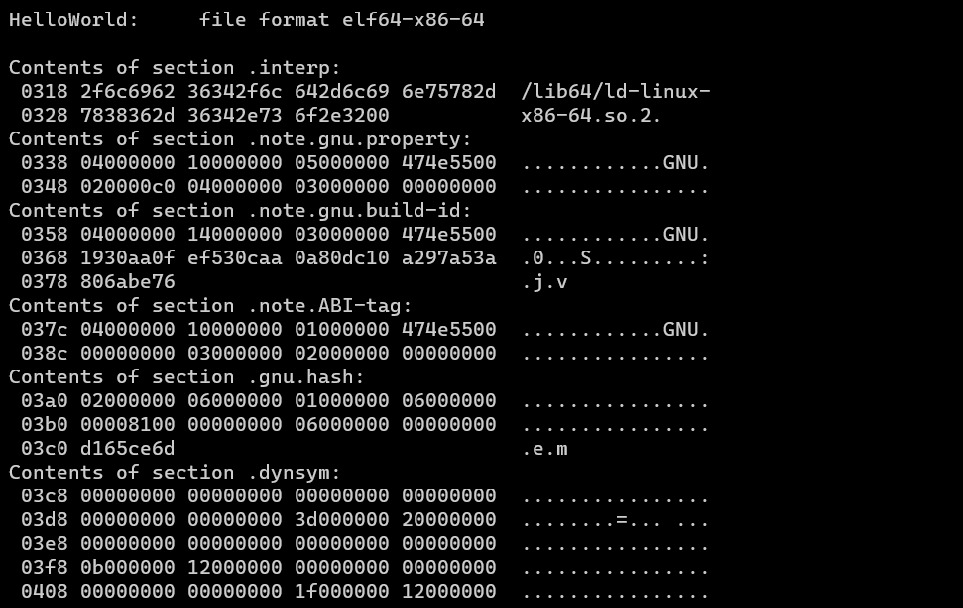 HelloWorld:     file format elf64-x86-64
Contents of section .interp:
 0318 2f6c6962 36342f6c 642d6c69 6e75782d  /lib64/ld-linux-
 0328 7838362d 36342e73 6f2e3200           x86-64.so.2.
Contents of section .note.gnu.property:
 0338 04000000 10000000 05000000 474e5500  ............GNU.
 0348 020000c0 04000000 03000000 00000000  ................
Contents of section .note.gnu.build-id:
 0358 04000000 14000000 03000000 474e5500  ............GNU.
 0368 1930aa0f ef530caa 0a80dc10 a297a53a  .0...S.........:
 0378 806abe76                             .j.v
Contents of section .note.ABI-tag:
 037c 04000000 10000000 01000000 474e5500  ............GNU.
 038c 00000000 03000000 02000000 00000000  ................
Contents of section .gnu.hash:
 03a0 02000000 06000000 01000000 06000000  ................
 03b0 00008100 00000000 06000000 00000000  ................
 03c0 d165ce6d                             .e.m
Contents of section .dynsym:
 03c8 00000000 00000000 00000000 00000000  ................
 03d8 00000000 00000000 3d000000 20000000  ........=... ...
 03e8 00000000 00000000 00000000 00000000  ................
 03f8 0b000000 12000000 00000000 00000000  ................
 0408 00000000 00000000 1f000000 12000000  ................